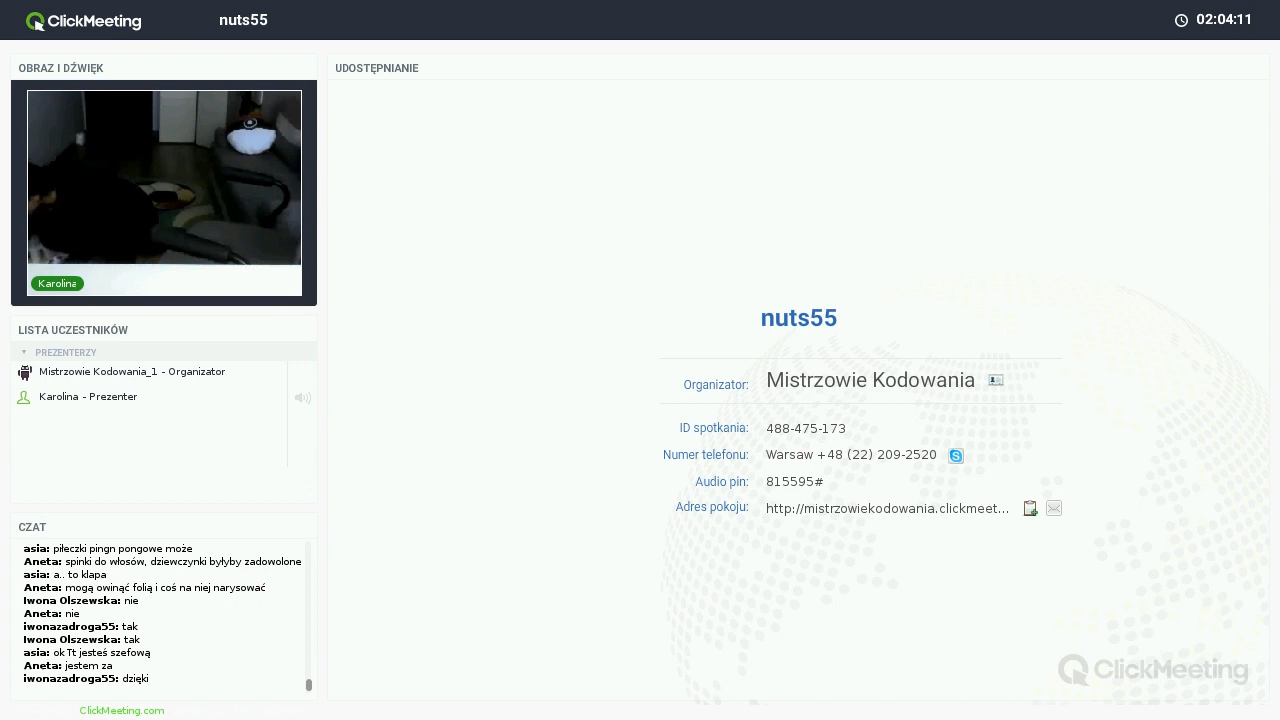 ClickMeeting
nuts55
02:04:11
OBRAZ I DŹWIĘK
Karolina
LISTA UCZESTNIKÓW
PREZENTERZY
Mistrzowie Kodowania_1 - Organizator
Karolina - Prezenter
CZAT
asia: piłeczki pingn pongowe może
Aneta: spinki do włosów, dziewczynki byłyby zadowolone
asia: a.. to klapa
Aneta: mogą owinąć folią i coś na niej narysować
Iwona Olszewska: nie
Aneta: nie
iwonazadroga55: tak
Iwona Olszewska: tak
asia: ok Tt jesteś szefową
Aneta: jestem za
iwonazadroga55: dzięki
ClickMeeting.com
UDOSTĘPNIANIE
nuts55
Organizator: Mistrzowie Kodowania
ID spotkania: 488-475-173
Numer telefonu: Warsaw +48 (22) 209-2520
Audio pin: 815595#
Adres pokoju: http://mistrzowiekodowania.clickmeet...
ClickMeeting